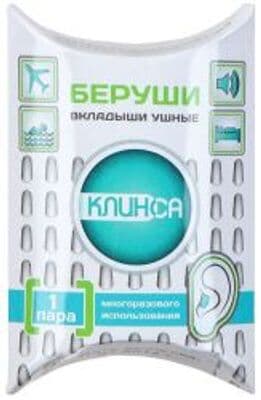 БЕРУШИ
ВКЛАДЫШИ УШНЫЕ
КЛИНСА
1
пара
многоразового
использования